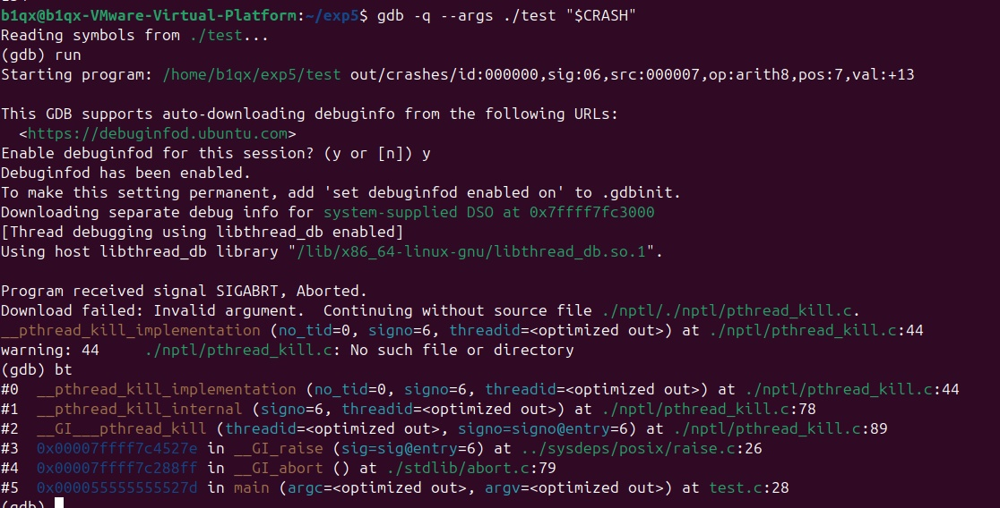 b1qx@b1qx-VMware-Virtual-Platform:~/exp5$ gdb -q --args ./test "$CRASH"
Reading symbols from ./test...
(gdb) run
Starting program: /home/b1qx/exp5/test out/crashes/id:000000,sig:06,src:000007,op:arith8,pos:7,val:+13
This GDB supports auto-downloading debuginfo from the following URLs:
<https://debuginfod.ubuntu.com>
Enable debuginfod for this session? (y or [n]) y
Debuginfod has been enabled.
To make this setting permanent, add 'set debuginfod enabled on' to .gdbinit.
Downloading separate debug info for system-supplied DSO at 0x7ffff7fc3000
[Thread debugging using libthread_db enabled]
Using host libthread_db library "/lib/x86_64-linux-gnu/libthread_db.so.1".
Program received signal SIGABRT, Aborted.
Download failed: Invalid argument.  Continuing without source file ./nptl/./nptl/pthread_kill.c.
__pthread_kill_implementation (no_tid=0, signo=6, threadid=<optimized out>) at ./nptl/pthread_kill.c:44
warning: 44     ./nptl/pthread_kill.c: No such file or directory
(gdb) bt
#0  __pthread_kill_implementation (no_tid=0, signo=6, threadid=<optimized out>) at ./nptl/pthread_kill.c:44
#1  __pthread_kill_internal (signo=6, threadid=<optimized out>) at ./nptl/pthread_kill.c:78
#2  __GI___pthread_kill (threadid=<optimized out>, signo=signo@entry=6) at ./nptl/pthread_kill.c:89
#3  0x00007ffff7c4527e in __GI_raise (sig=sig@entry=6) at ../sysdeps/posix/raise.c:26
#4  0x00007ffff7c288ff in __GI_abort () at ./stdlib/abort.c:79
#5  0x000055555555527d in main (argc=<optimized out>, argv=<optimized out>) at test.c:28
(gdb)